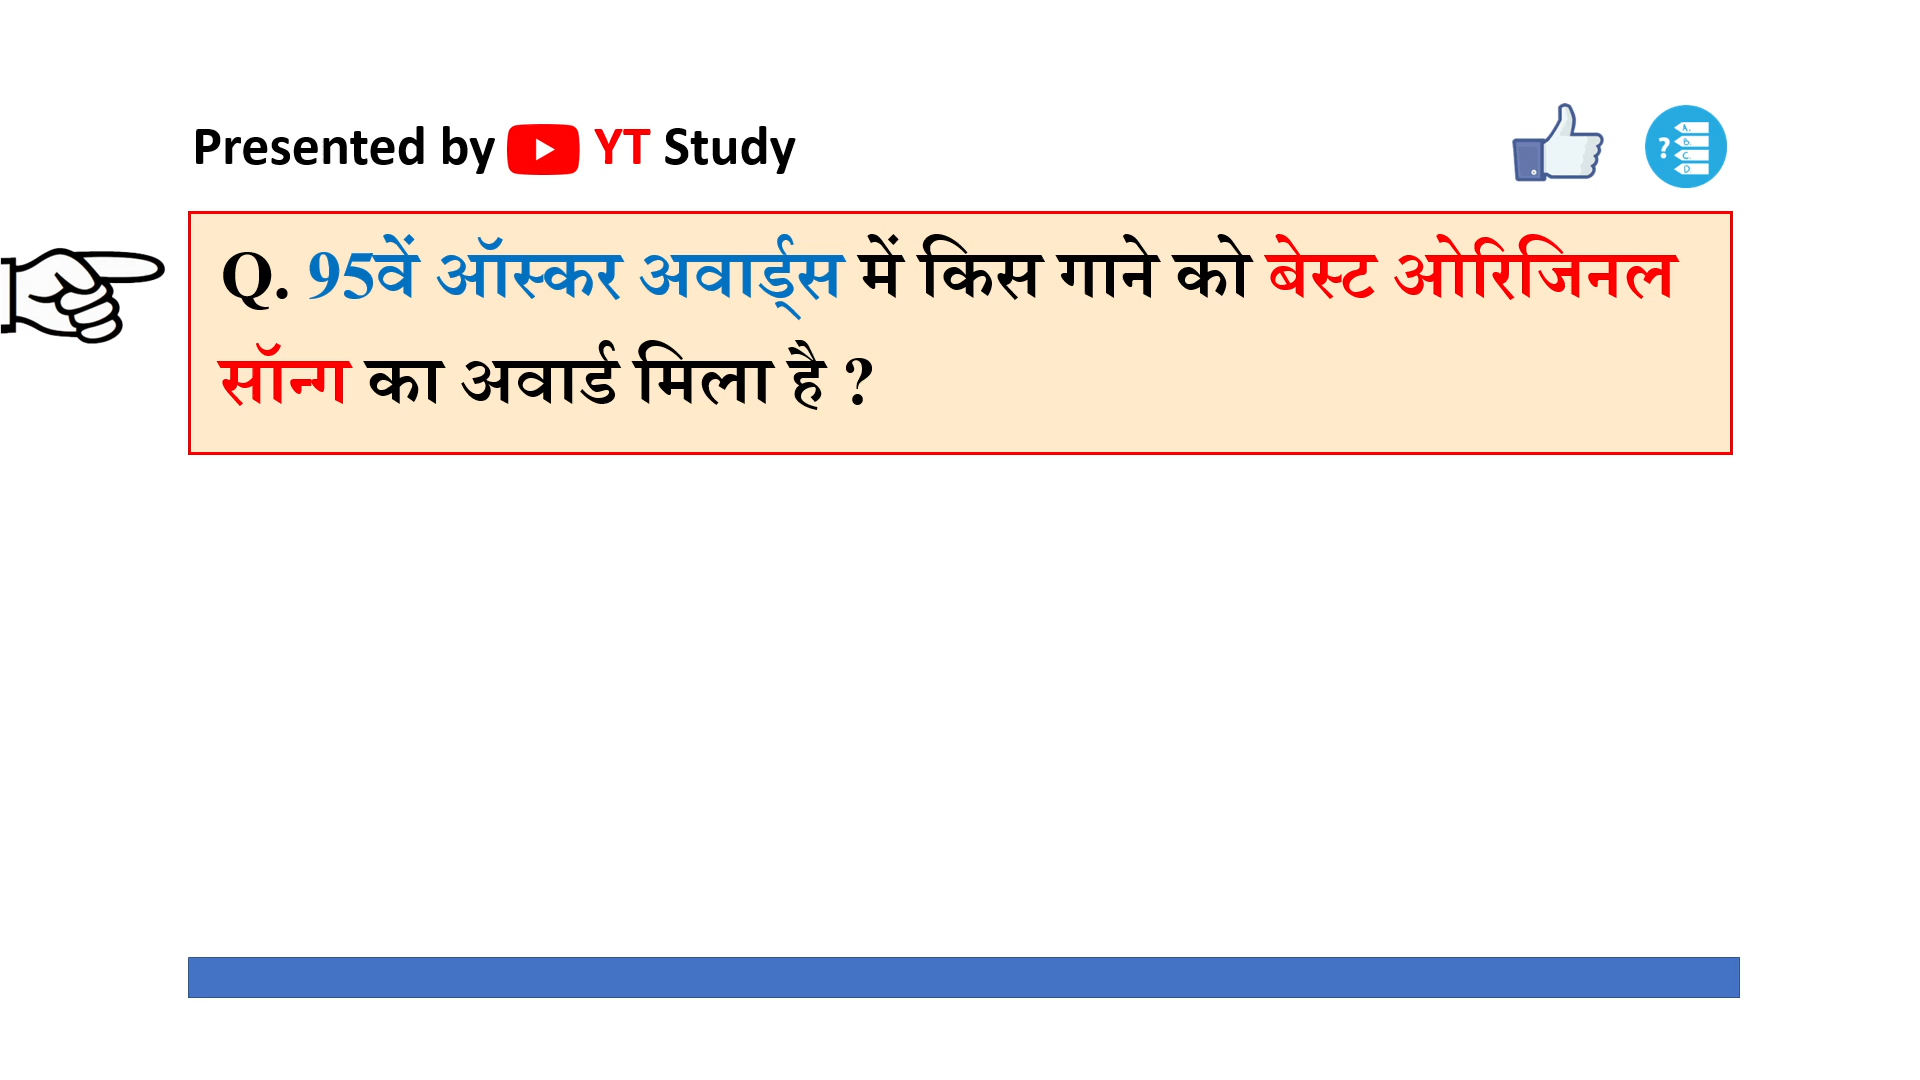 Presented by YT Study
Q. 95वें ऑस्कर अवार्ड्स में किस गाने को बेस्ट ओरिजिनल
सॉन्ग का अवार्ड मिला है ?
? A. B. C. D.